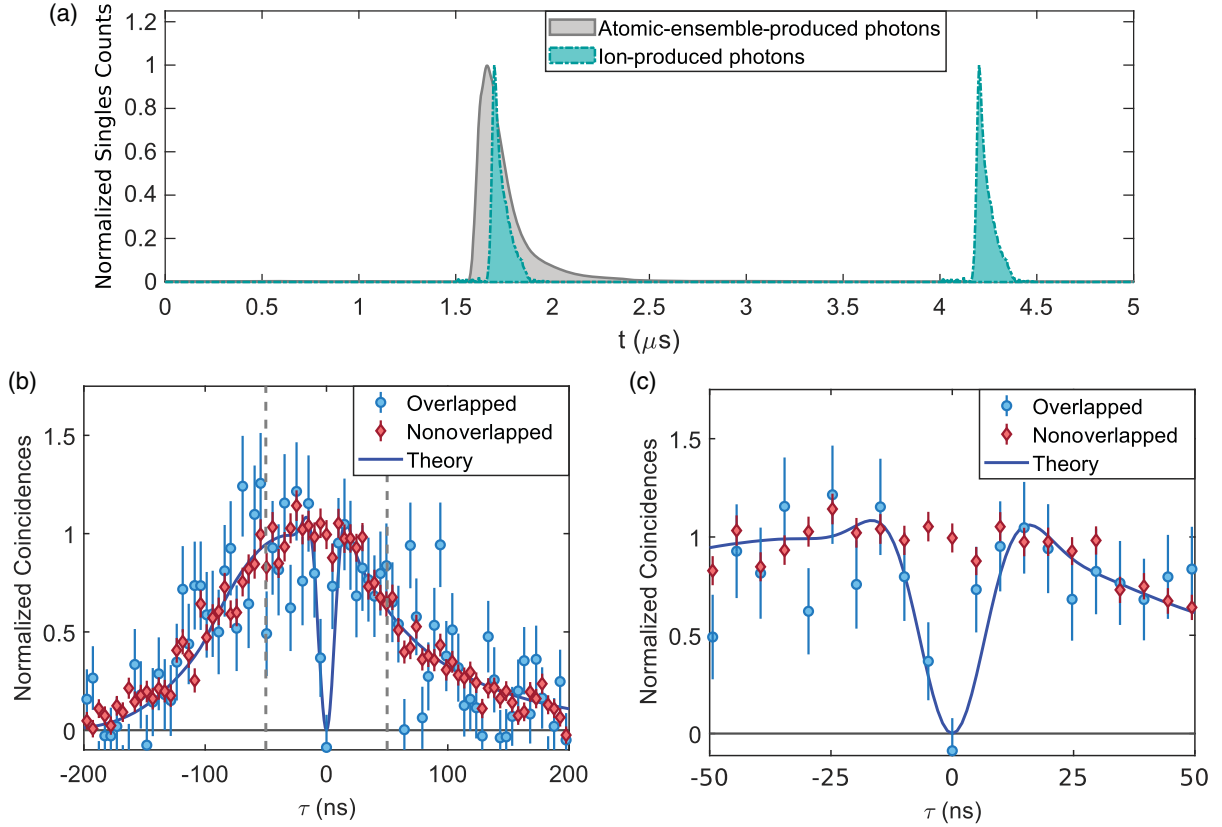 (a)
Normalized Singles Counts
1.2
1
0.8
0.6
0.4
0.2
0
Atomic-ensemble-produced photons
Ion-produced photons
0 0.5 1 1.5 2 2.5 3 3.5 4 4.5 5
t (μs)
(b)
Normalized Coincidences
1.5
1
0.5
0
Overlapped
Nonoverlapped
Theory
-200 -100 0 100 200
τ (ns)
(c)
Normalized Coincidences
1.5
1
0.5
0
Overlapped
Nonoverlapped
Theory
-50 -25 0 25 50
τ (ns)